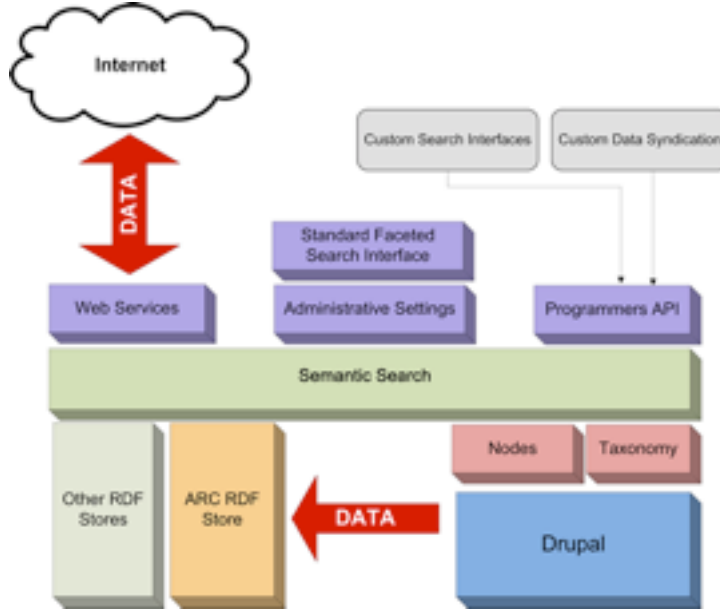 Internet
Custom Search Interfaces
Custom Data Syndication
DATA
Standard Faceted
Search Interface
Web Services
Administrative Settings
Programmers API
Semantic Search
Nodes
Taxonomy
Other RDF
Stores
ARC RDF
Store
DATA
Drupal